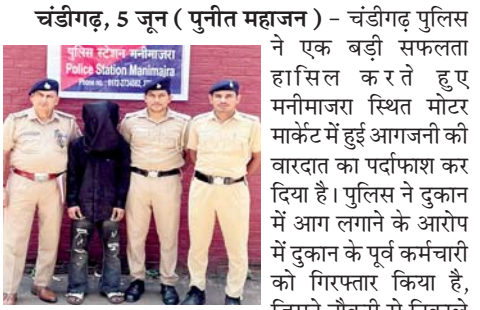 चंडीगढ़, 5 जून ( पुनीत महाजन ) – चंडीगढ़ पुलिस
ने एक बड़ी सफलता
हासिल करते हुए
मनीमाजरा स्थित मोटर
मार्केट में हुई आगजनी की
वारदात का पर्दाफाश कर
दिया है। पुलिस ने दुकान
में आग लगाने के आरोप
में दुकान के पूर्व कर्मचारी
को गिरफ्तार किया है,
पुलिस स्टेशन मनीमाजरा
Police Station Manimajra